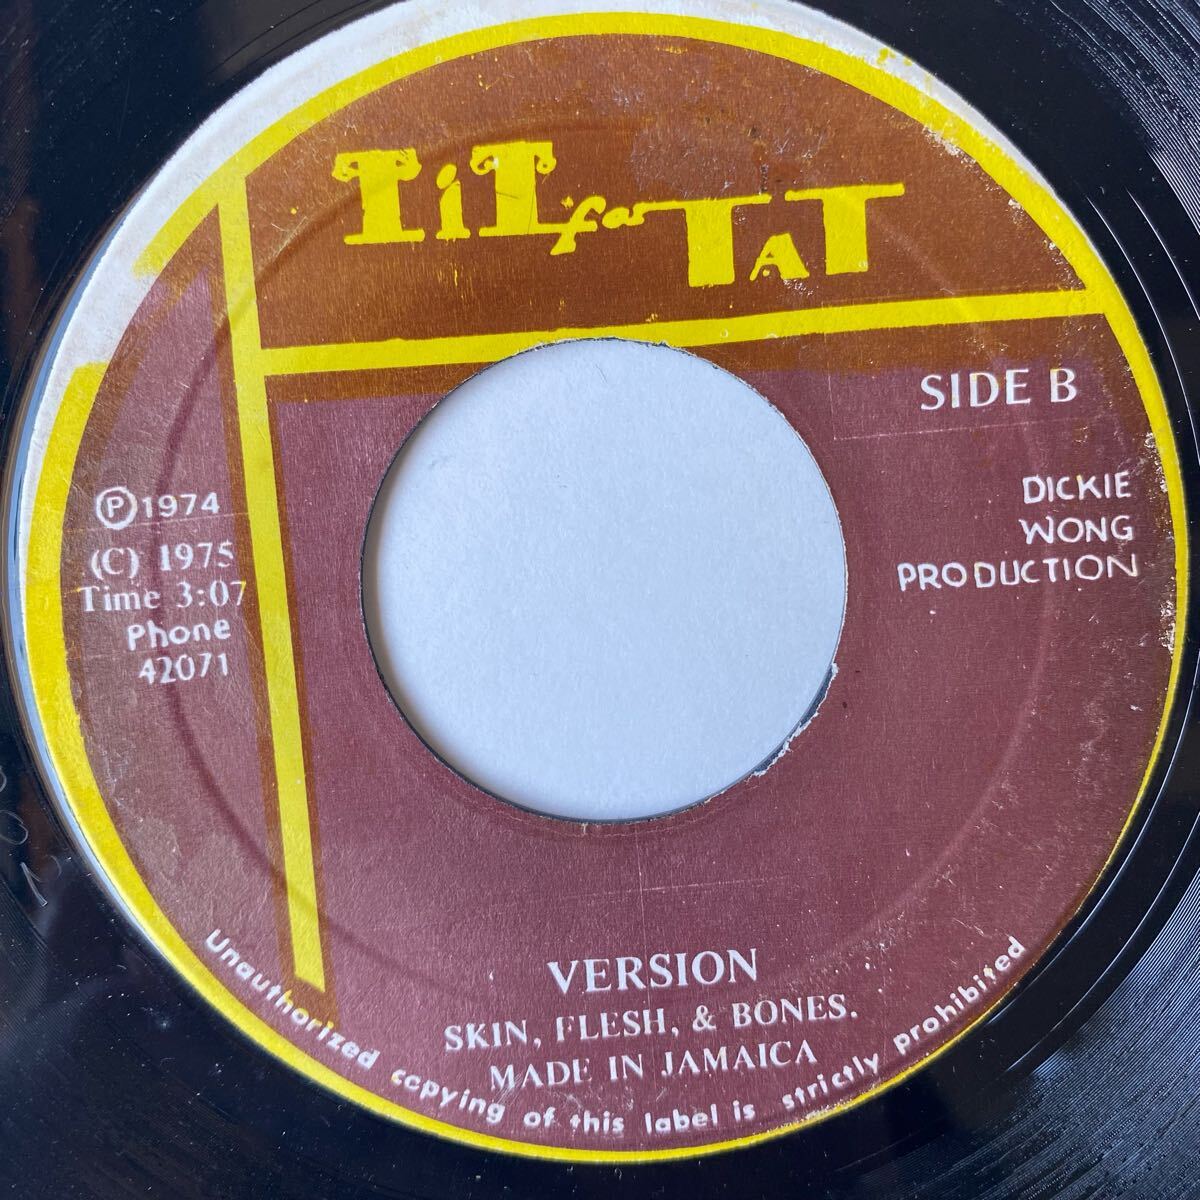 TiT for TAT
SIDE B
DICKIE
WONG
PRODUCTION
Ⓟ1974
(C) 1975
Time 3:07
Phone
42071
VERSION
SKIN, FLESH, & BONES.
MADE IN JAMAICA
Unauthorized copying of this label is strictly prohibited